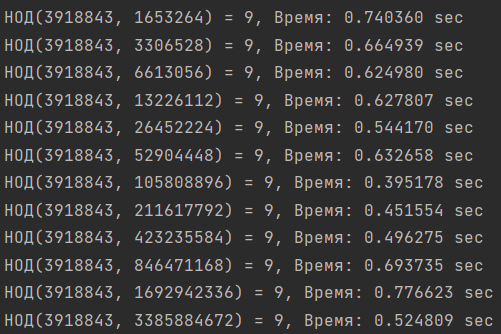 НОД(3918843, 1653264) = 9, Время: 0.740360 sec
НОД(3918843, 3306528) = 9, Время: 0.664939 sec
НОД(3918843, 6613056) = 9, Время: 0.624980 sec
НОД(3918843, 13226112) = 9, Время: 0.627807 sec
НОД(3918843, 26452224) = 9, Время: 0.544170 sec
НОД(3918843, 52904448) = 9, Время: 0.632658 sec
НОД(3918843, 105808896) = 9, Время: 0.395178 sec
НОД(3918843, 211617792) = 9, Время: 0.451554 sec
НОД(3918843, 423235584) = 9, Время: 0.496275 sec
НОД(3918843, 846471168) = 9, Время: 0.693735 sec
НОД(3918843, 1692942336) = 9, Время: 0.776623 sec
НОД(3918843, 3385884672) = 9, Время: 0.524809 sec